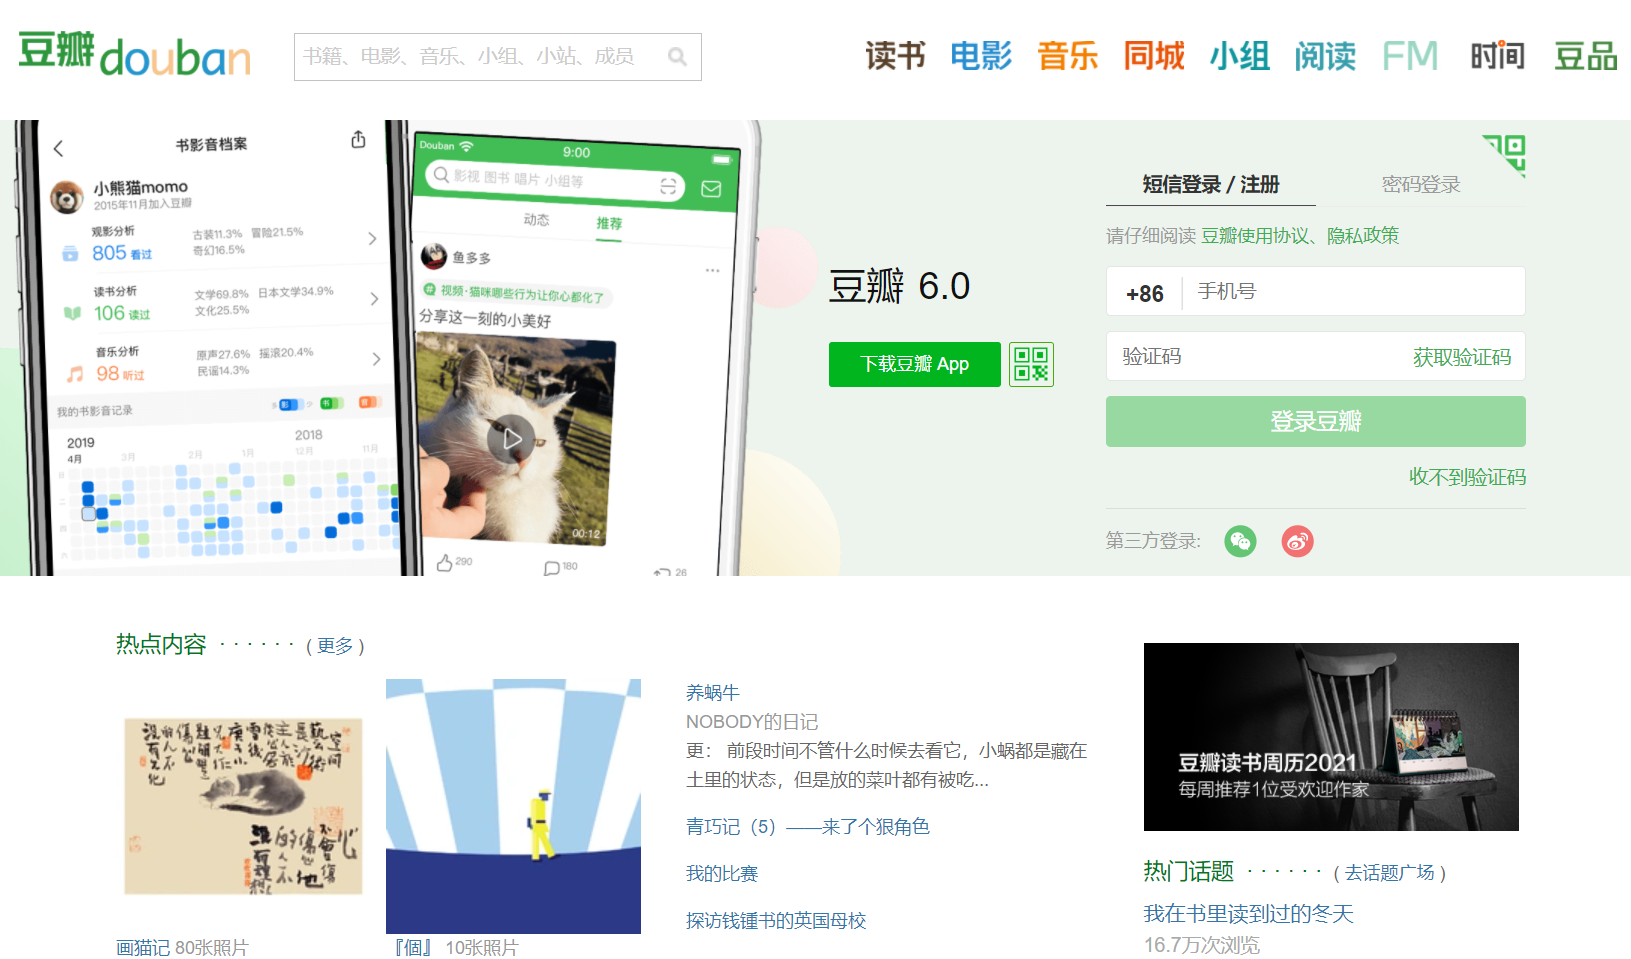 豆瓣douban
书籍、电影、音乐、小组、小站、成员
读书 电影 音乐 同城 小组 阅读 FM 时间 豆品
书影音档案
小熊猫momo
2015年11月加入豆瓣
观影分析
805 看过
古装11.3% 冒险21.5%
奇幻16.5%
读书分析
106 读过
文学69.8% 日本文学34.9%
文化25.5%
音乐分析
98 听过
原声27.6% 摇滚20.4%
民谣14.3%
我的书影音记录
影
书
音
2019
2018
4月 3月 2月 1月 12月 11月
二
四
六
Douban
9:00
影视 图书 唱片 小组等
动态 推荐
鱼多多
# 视频·猫咪哪些行为让你心都化了
分享这一刻的小美好
00:12
290 180 26
豆瓣 6.0
下载豆瓣 App
短信登录 / 注册 密码登录
请仔细阅读 豆瓣使用协议、隐私政策
+86 手机号
验证码 获取验证码
登录豆瓣
收不到验证码
第三方登录:
热点内容 · · · · · · ( 更多 )
画猫记 80张照片
『個』 10张照片
养蜗牛
NOBODY的日记
更： 前段时间不管什么时候去看它，小蜗都是藏在
土里的状态，但是放的菜叶都有被吃...
青巧记（5）——来了个狠角色
我的比赛
探访钱锺书的英国母校
豆瓣读书周历2021
每周推荐1位受欢迎作家
热门话题 · · · · · · ( 去话题广场 )
我在书里读到过的冬天
16.7万次浏览